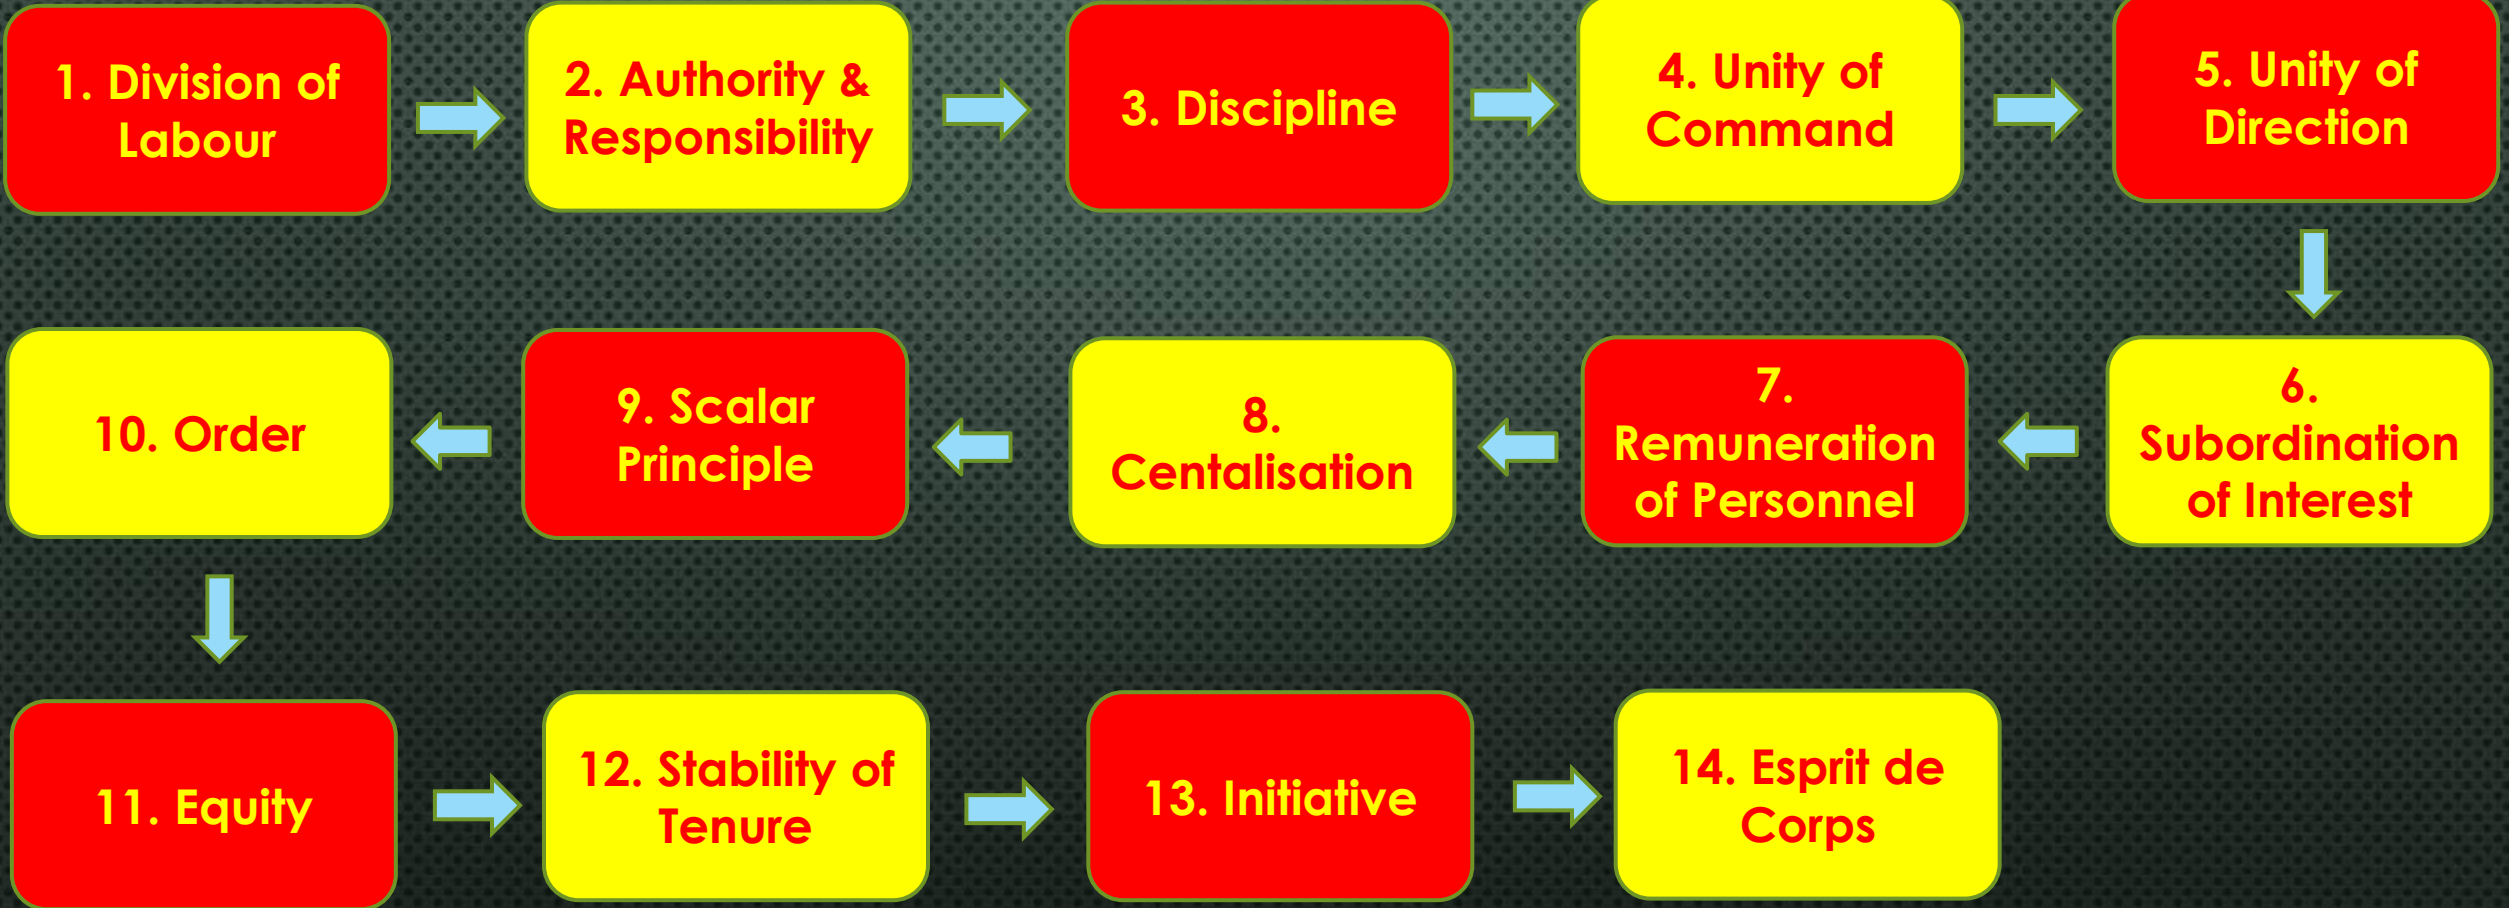 1. Division of
Labour
2. Authority &
Responsibility
3. Discipline
4. Unity of
Command
5. Unity of
Direction
6.
Subordination
of Interest
7.
Remuneration
of Personnel
8.
Centalisation
9. Scalar
Principle
10. Order
11. Equity
12. Stability of
Tenure
13. Initiative
14. Esprit de
Corps